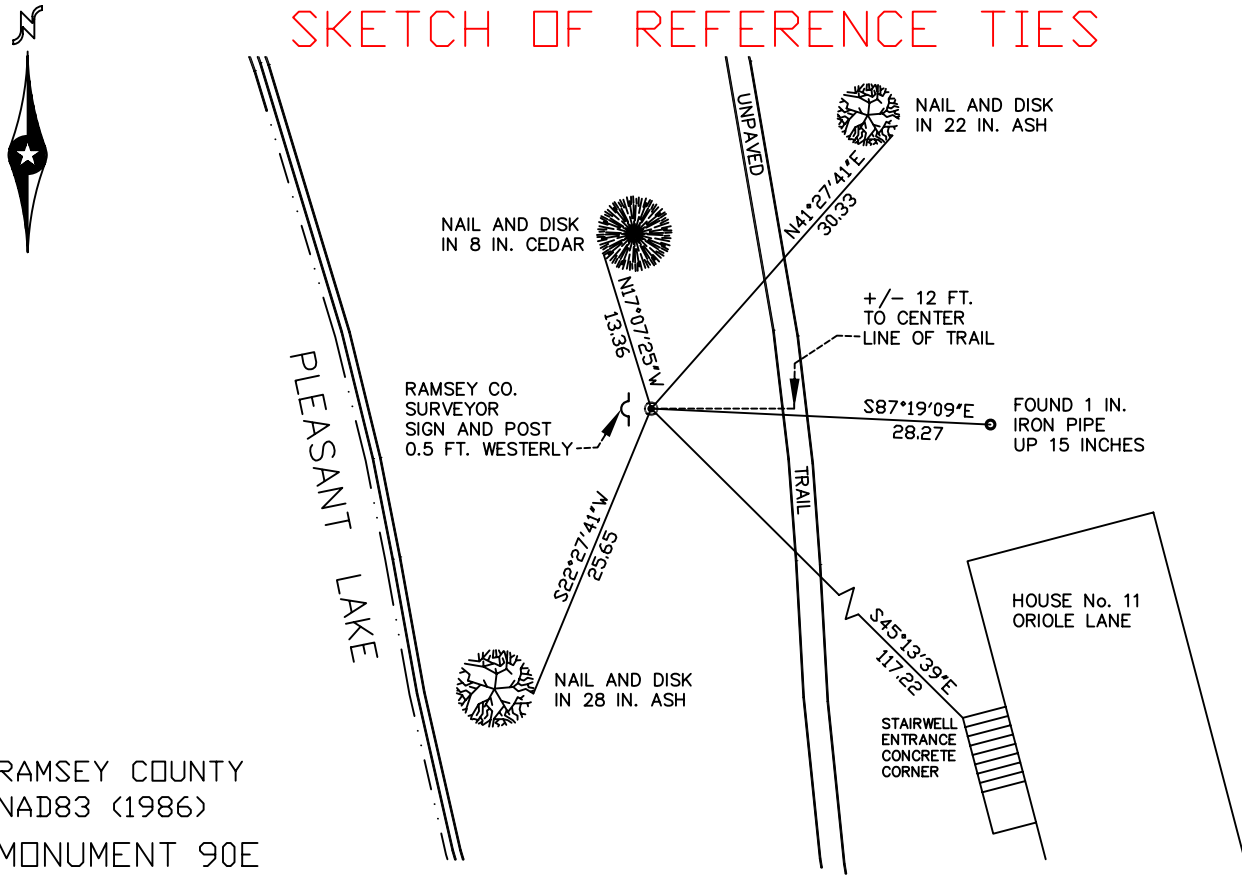 N
SKETCH OF REFERENCE TIES
UNPAVED
NAIL AND DISK
IN 22 IN. ASH
N41°27'41"E
30.33
NAIL AND DISK
IN 8 IN. CEDAR
N17°07'25"W
13.36
+/- 12 FT.
TO CENTER
LINE OF TRAIL
PLEASANT LAKE
RAMSEY CO.
SURVEYOR
SIGN AND POST
0.5 FT. WESTERLY
S87°19'09"E
28.27
FOUND 1 IN.
IRON PIPE
UP 15 INCHES
TRAIL
S22°27'41"W
25.65
HOUSE No. 11
ORIOLE LANE
S45°13'39"E
117.22
NAIL AND DISK
IN 28 IN. ASH
STAIRWELL
ENTRANCE
CONCRETE
CORNER
RAMSEY COUNTY
NAD83 (1986)
MONUMENT 90E